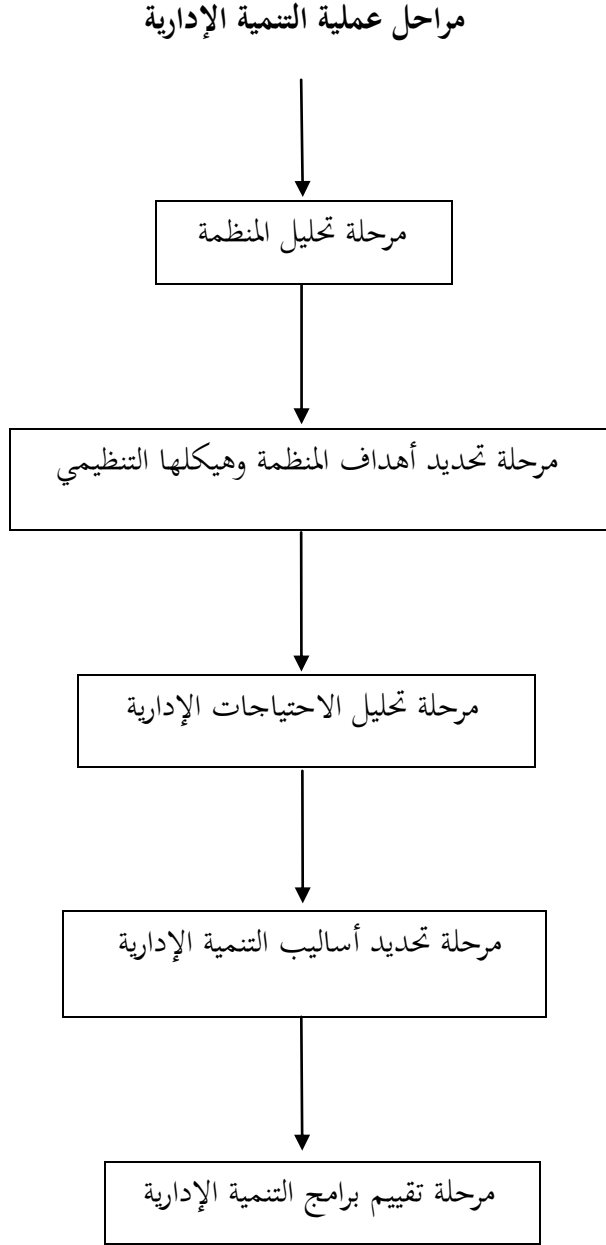 مراحل عملية التنمية الإدارية
مرحلة تحليل المنظمة
مرحلة تحديد أهداف المنظمة وهيكلها التنظيمي
مرحلة تحليل الاحتياجات الإدارية
مرحلة تحديد أساليب التنمية الإدارية
مرحلة تقييم برامج التنمية الإدارية